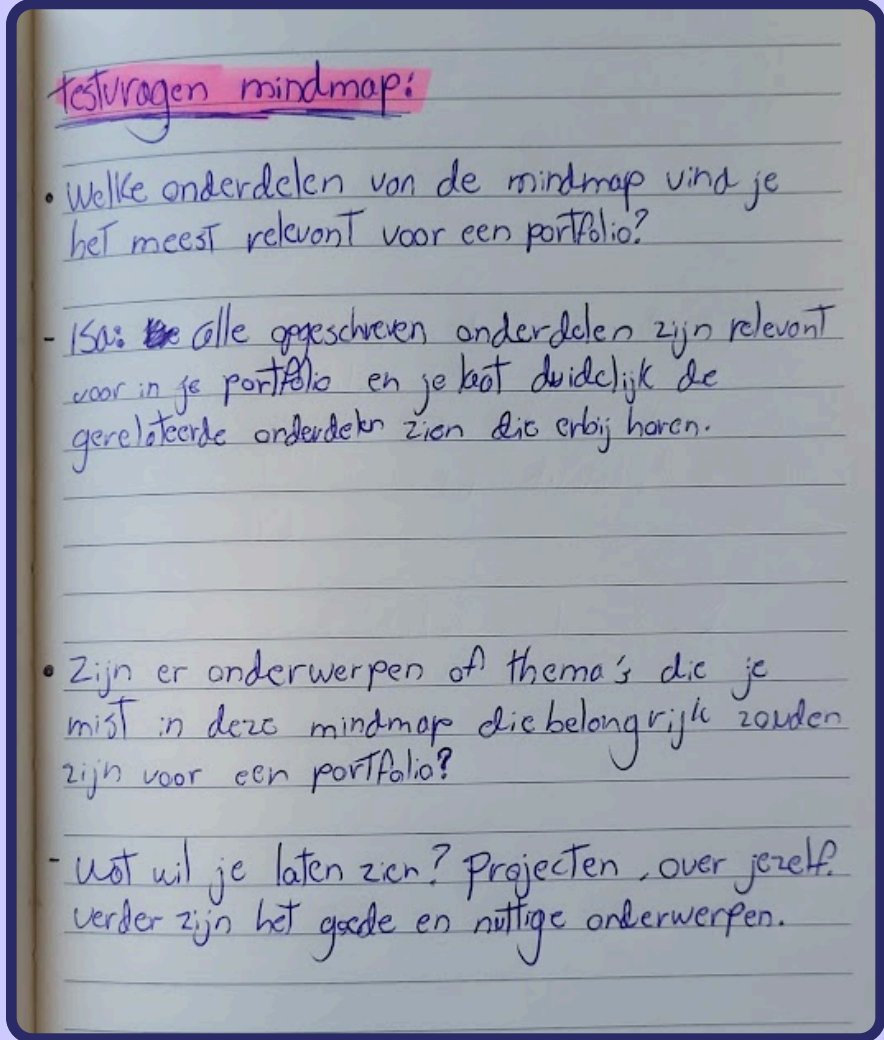 testvragen mindmap:
• Welke onderdelen van de mindmap vind je
het meest relevant voor een portfolio?
- Isa: alle opgeschreven onderdelen zijn relevant
voor in je portfolio en je laat duidelijk de
gerelateerde onderdelen zien die erbij horen.
• Zijn er onderwerpen of thema's die je
mist in deze mindmap die belangrijk zouden
zijn voor een portfolio?
- Wat wil je laten zien? Projecten, over jezelf.
verder zijn het goede en nuttige onderwerpen.